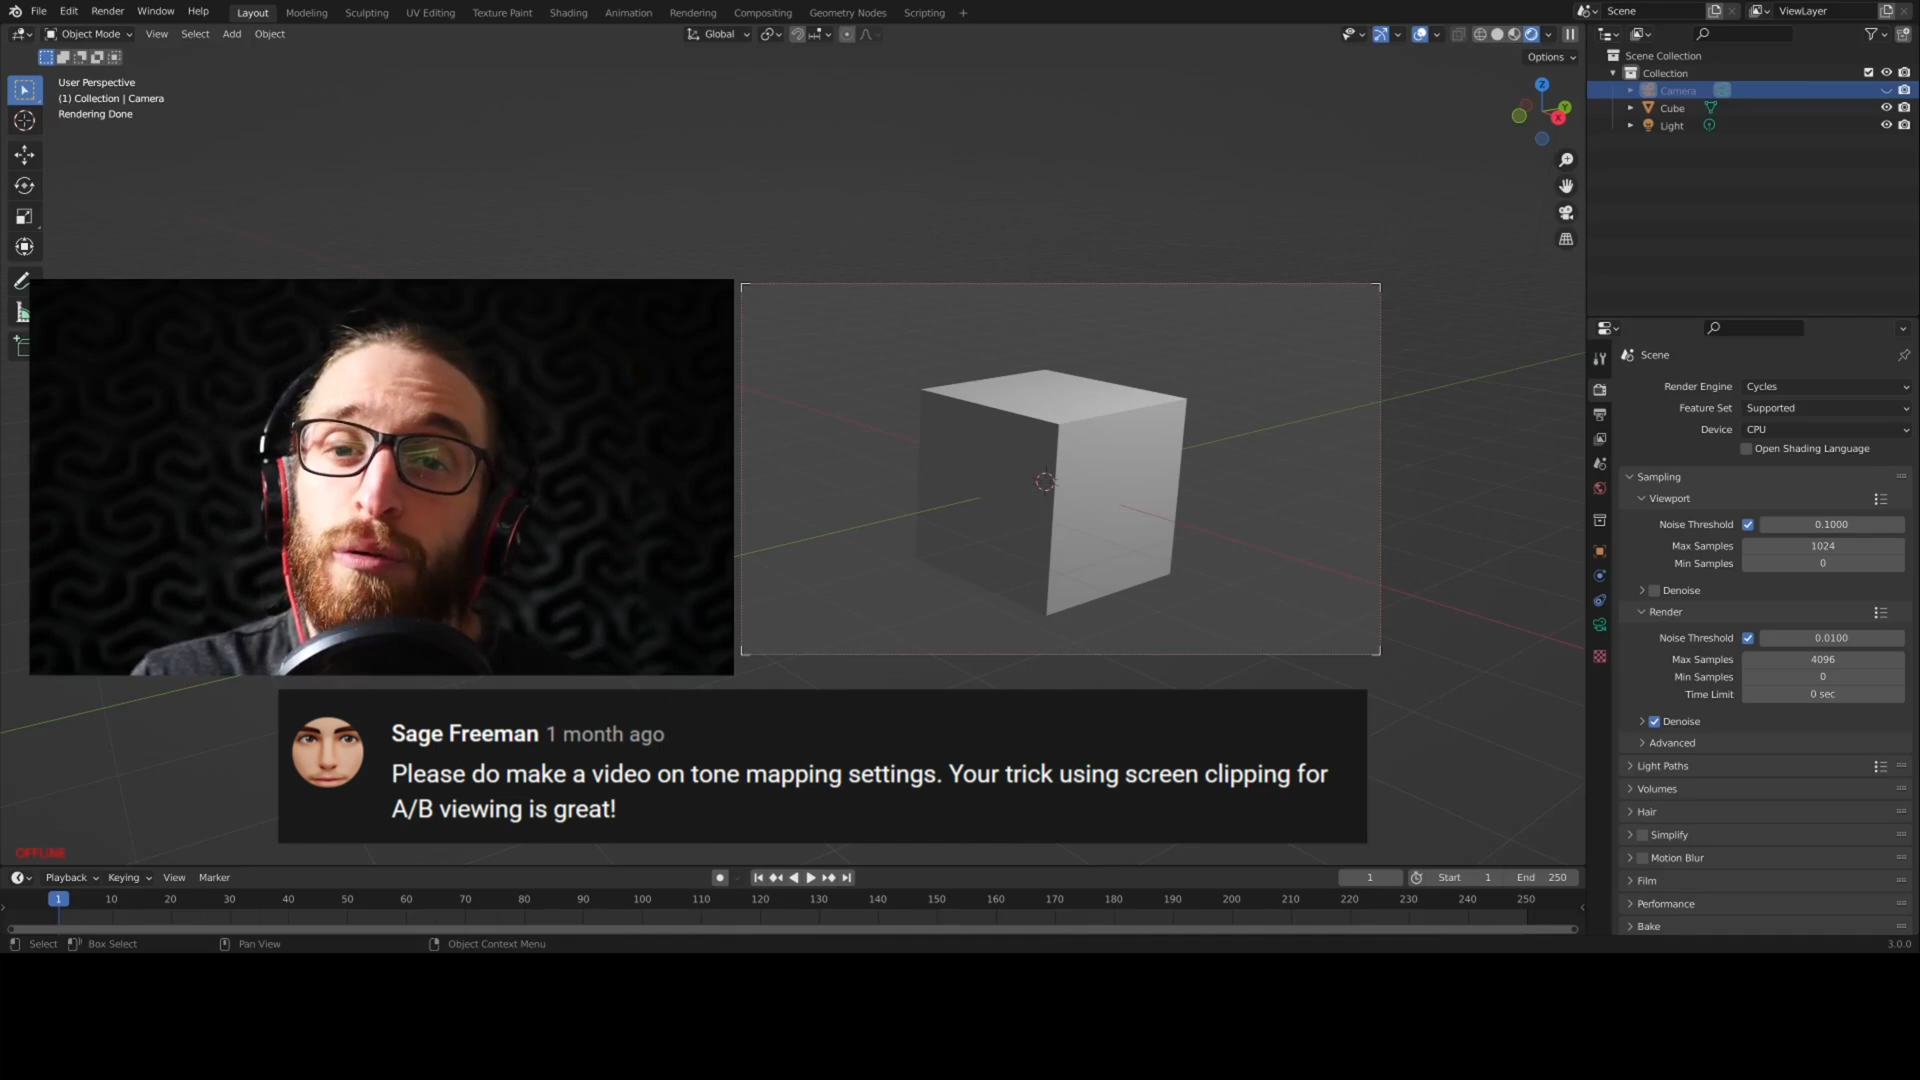 File Edit Render Window Help Layout Modeling Sculpting UV Editing Texture Paint Shading Animation Rendering Compositing Geometry Nodes Scripting + Scene ViewLayer
Object Mode View Select Add Object Global
Options
User Perspective
(1) Collection | Camera
Rendering Done
Z
Y
X
Scene Collection
Collection
Camera
Cube
Light
Scene
Render Engine Cycles
Feature Set Supported
Device CPU
Open Shading Language
Sampling
Viewport
Noise Threshold 0.1000
Max Samples 1024
Min Samples 0
Denoise
Render
Noise Threshold 0.0100
Max Samples 4096
Min Samples 0
Time Limit 0 sec
Denoise
Advanced
Light Paths
Volumes
Hair
Simplify
Motion Blur
Film
Performance
Bake
Sage Freeman 1 month ago
Please do make a video on tone mapping settings. Your trick using screen clipping for
A/B viewing is great!
OFFLINE
Playback Keying View Marker 1 Start 1 End 250
1 10 20 30 40 50 60 70 80 90 100 110 120 130 140 150 160 170 180 190 200 210 220 230 240 250
Select Box Select Pan View Object Context Menu 3.0.0